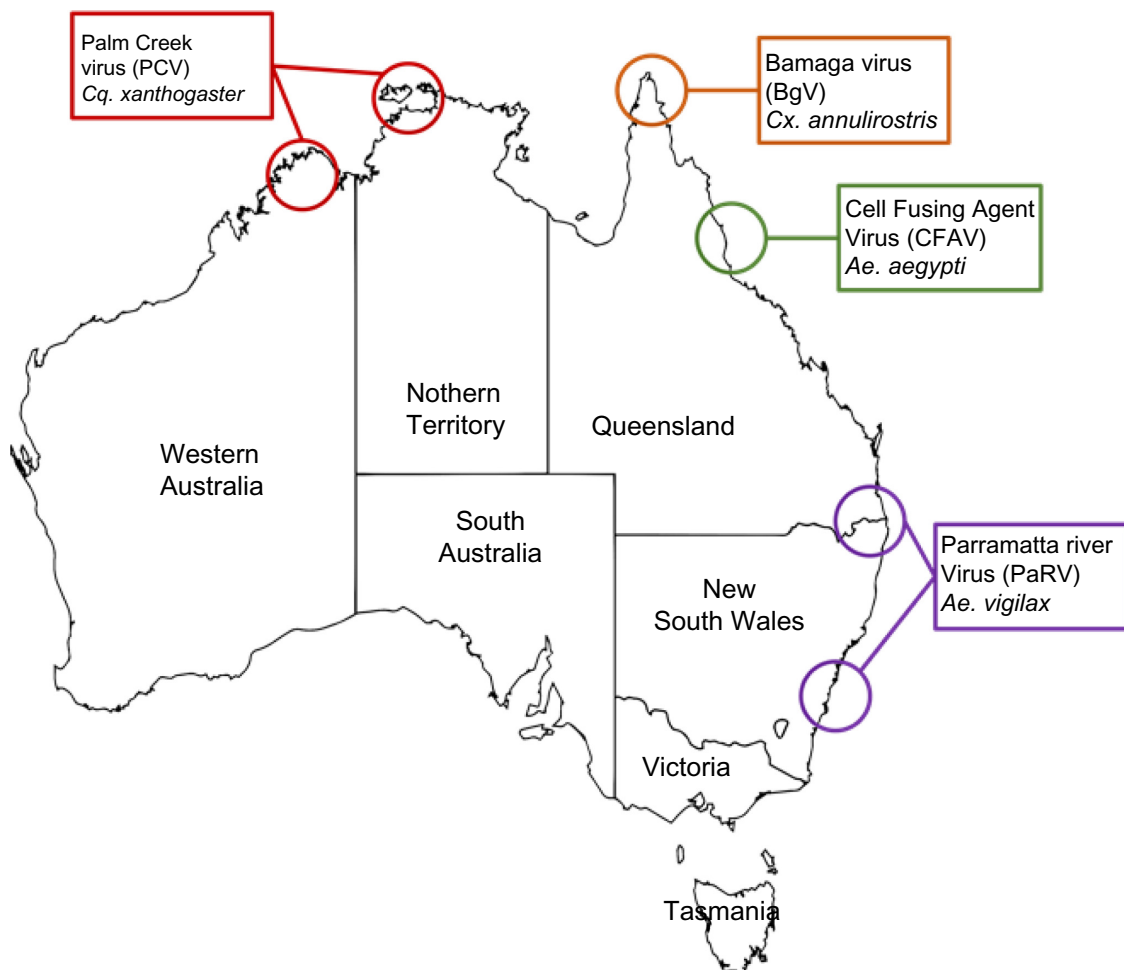 Palm Creek
virus (PCV)
Cq. xanthogaster
Bamaga virus
(BgV)
Cx. annulirostris
Cell Fusing Agent
Virus (CFAV)
Ae. aegypti
Nothern
Territory
Queensland
Western
Australia
South
Australia
Parramatta river
Virus (PaRV)
Ae. vigilax
New
South Wales
Victoria
Tasmania